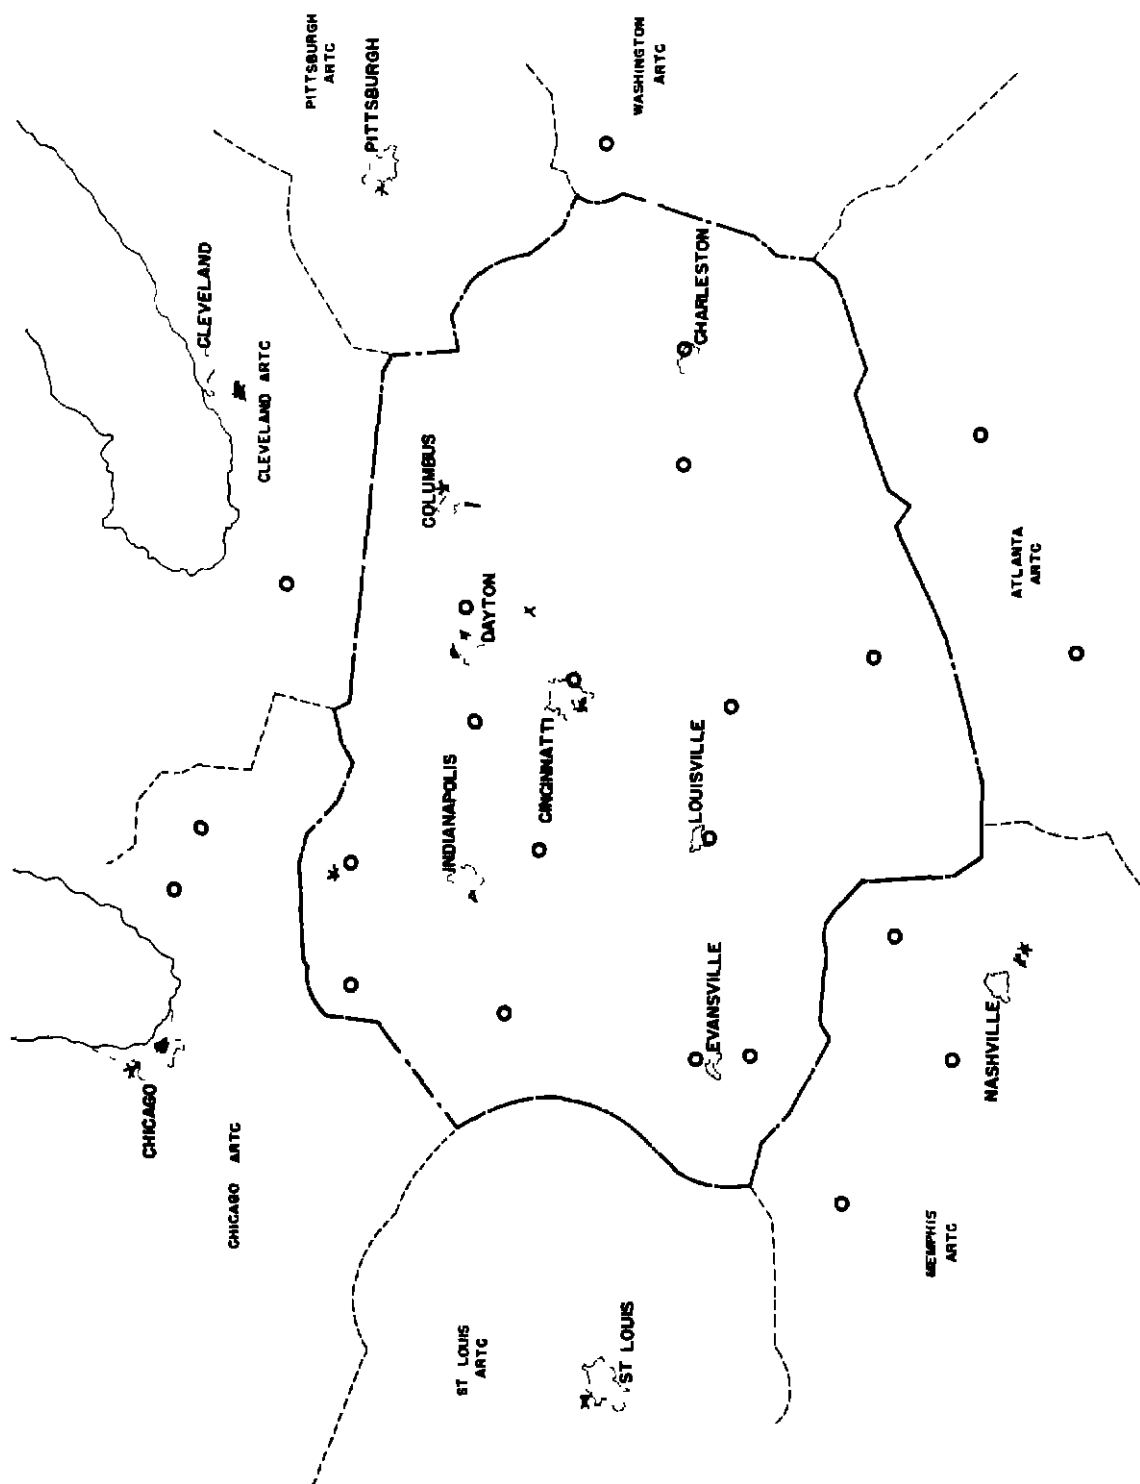 PITTSBURGH
ARTC
PITTSBURGH
WASHINGTON
ARTC
CLEVELAND
CLEVELAND ARTC
CHARLESTON
COLUMBUS
DAYTON
ATLANTA
ARTC
CINCINNATTI
INDIANAPOLIS
LOUISVILLE
EVANSVILLE
NASHVILLE
CHICAGO
CHICAGO ARTC
MEMPHIS
ARTC
ST LOUIS
ARTC
ST LOUIS